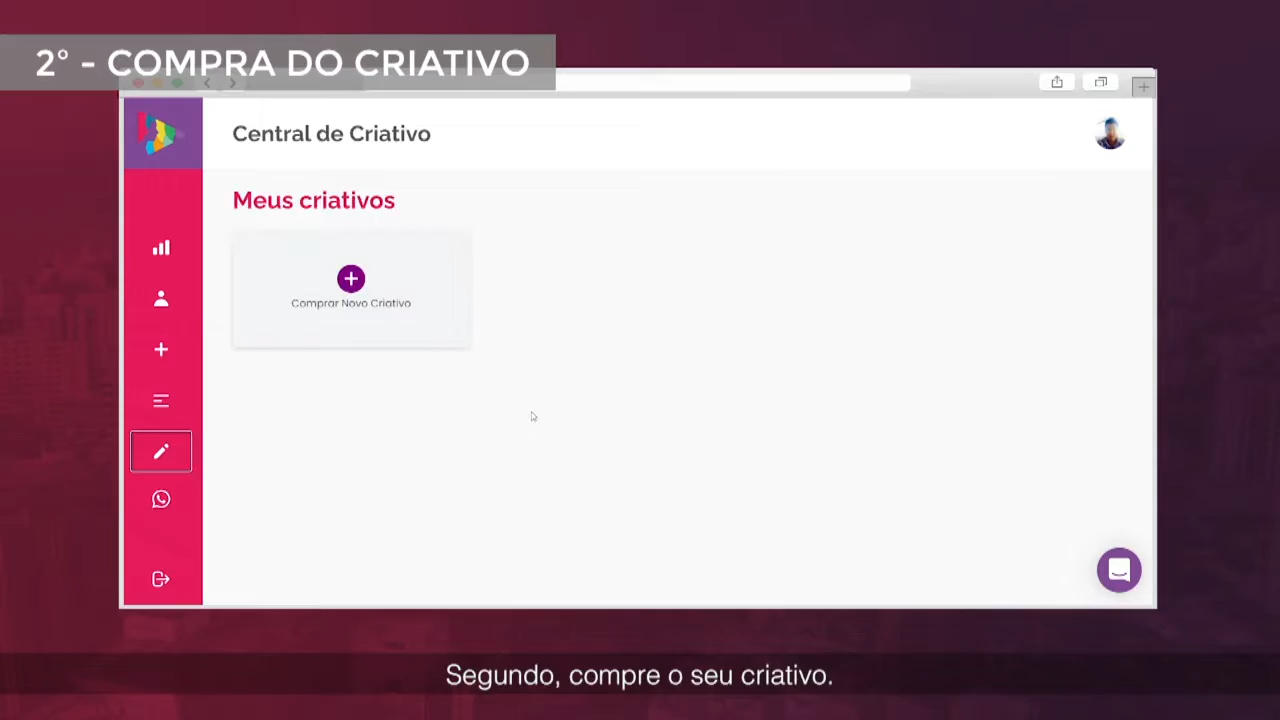 2° - COMPRA DO CRIATIVO
Central de Criativo
Meus criativos
Comprar Novo Criativo
Segundo, compre o seu criativo.